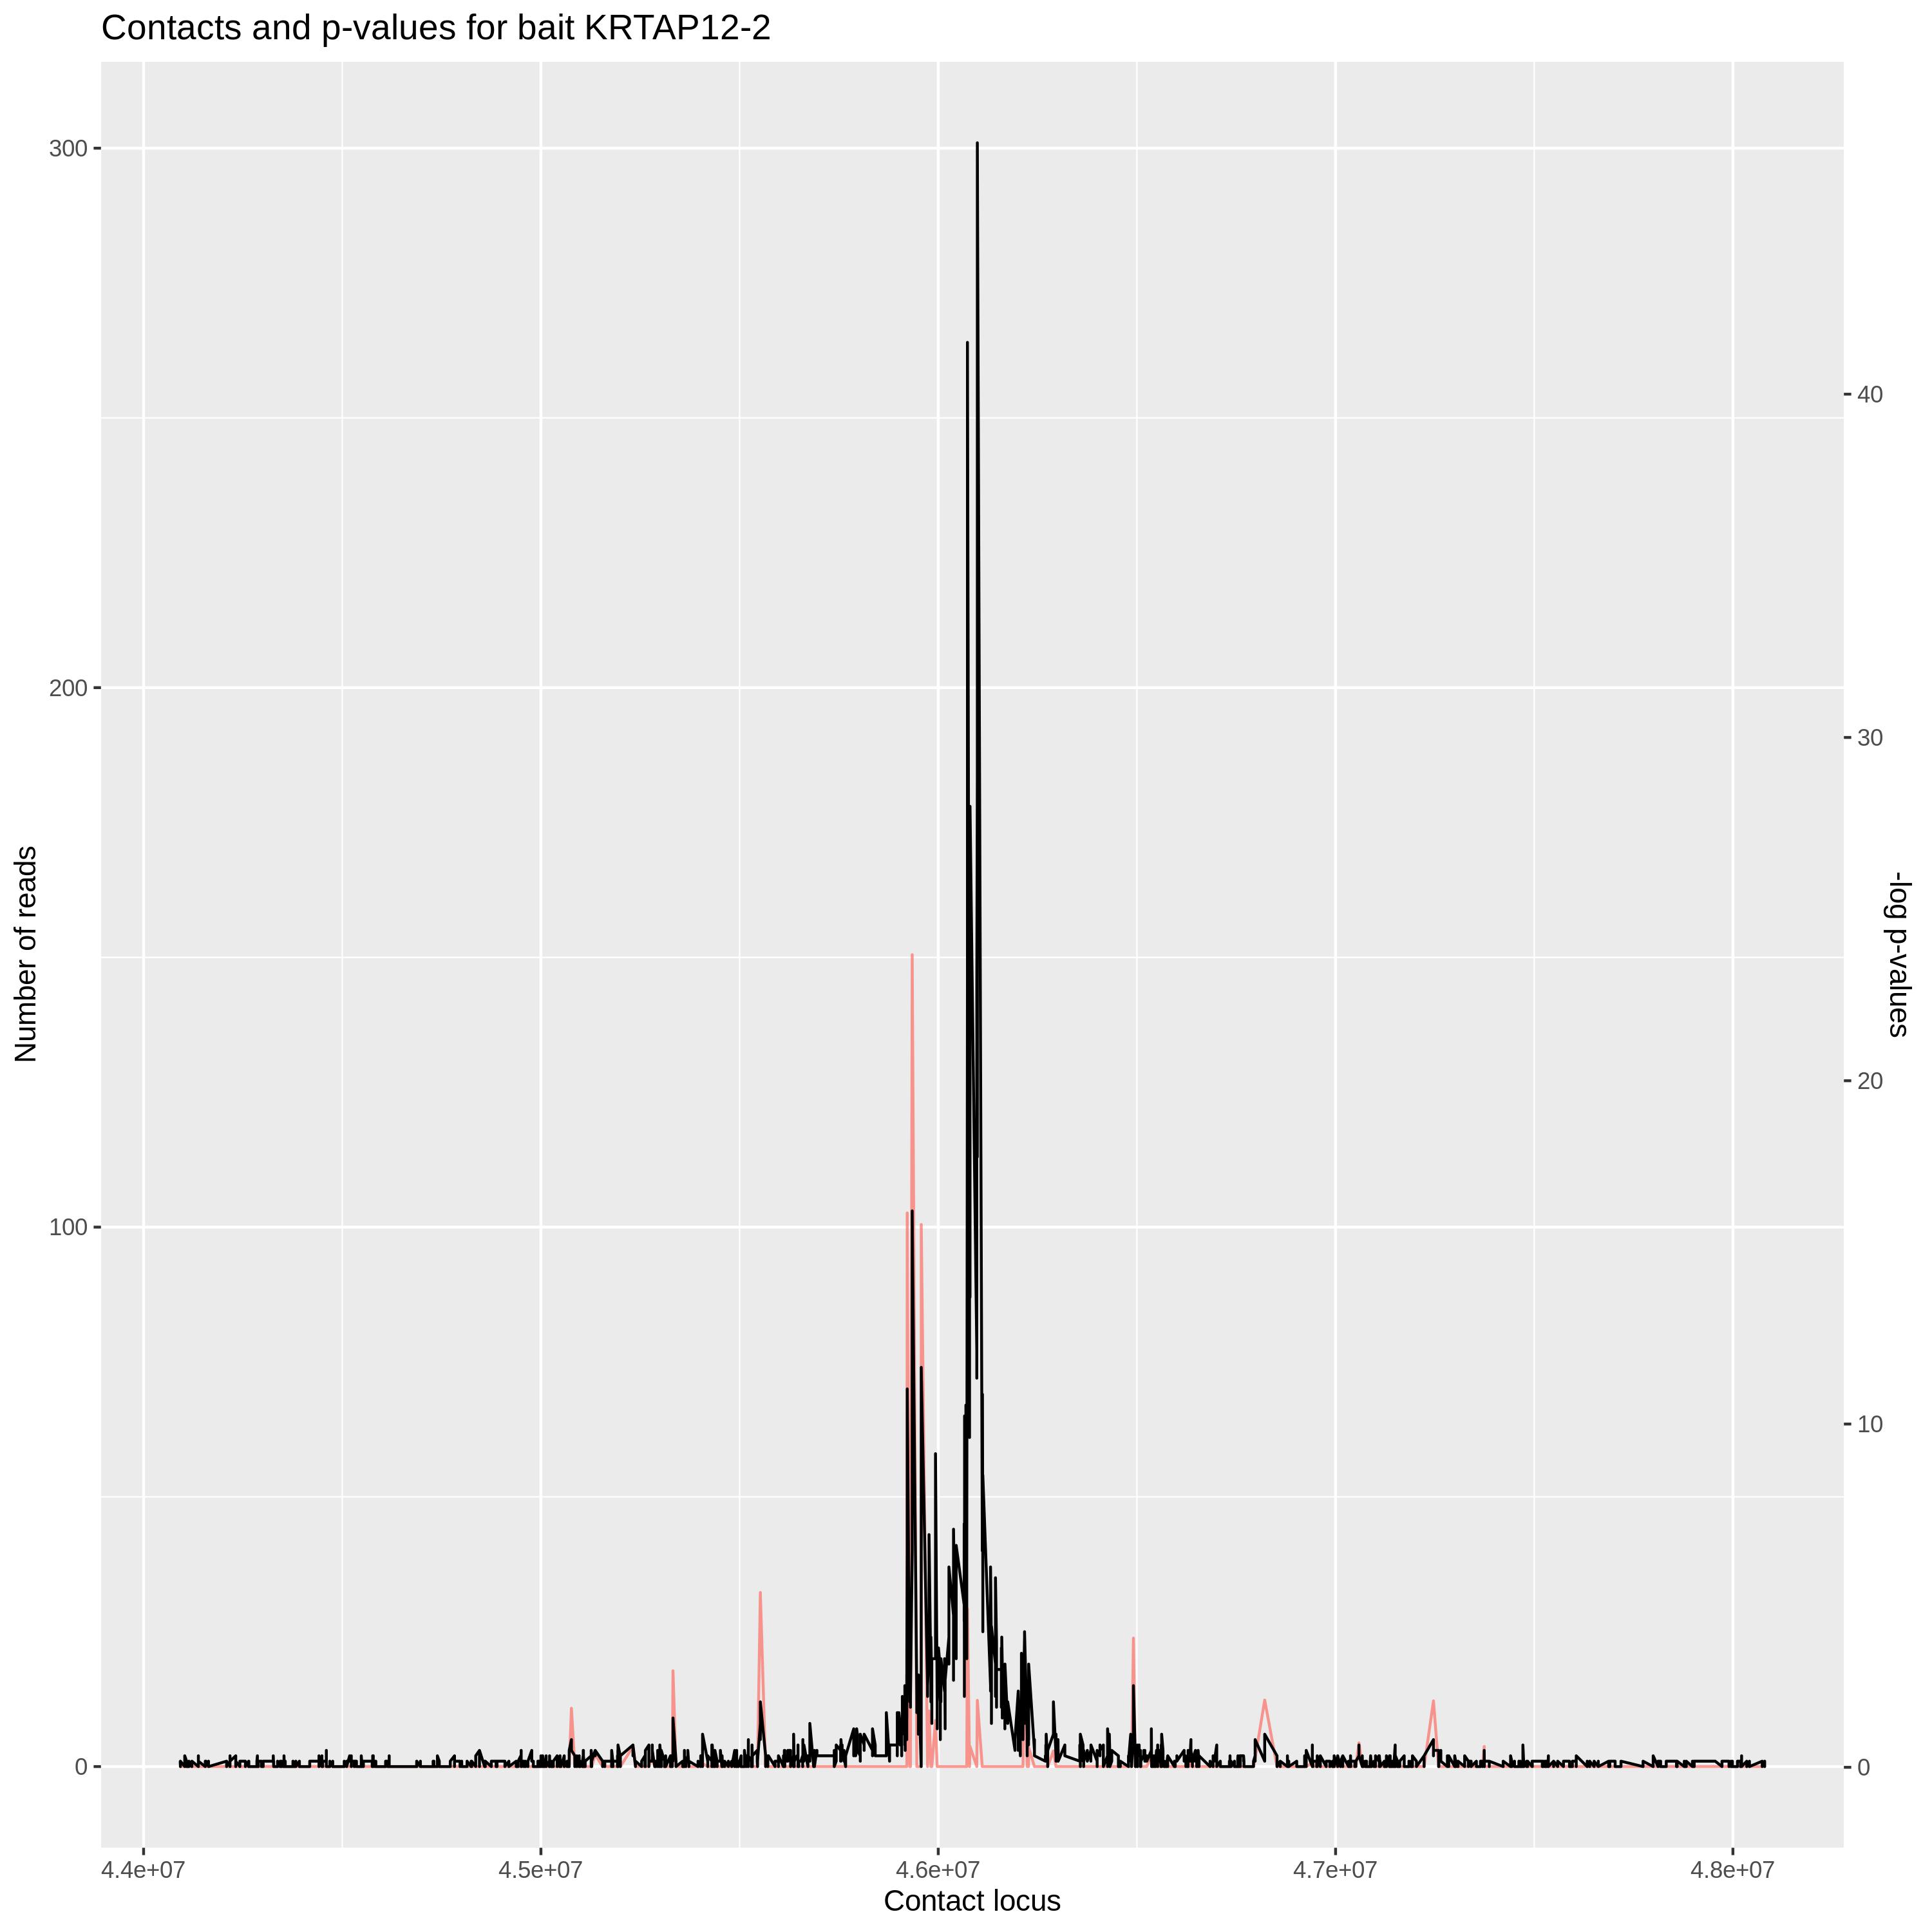 Contacts and p-values for bait KRTAP12-2
300
200
100
0
Number of reads
40
30
20
10
0
-log p-values
4.4e+07
4.5e+07
4.6e+07
4.7e+07
4.8e+07
Contact locus